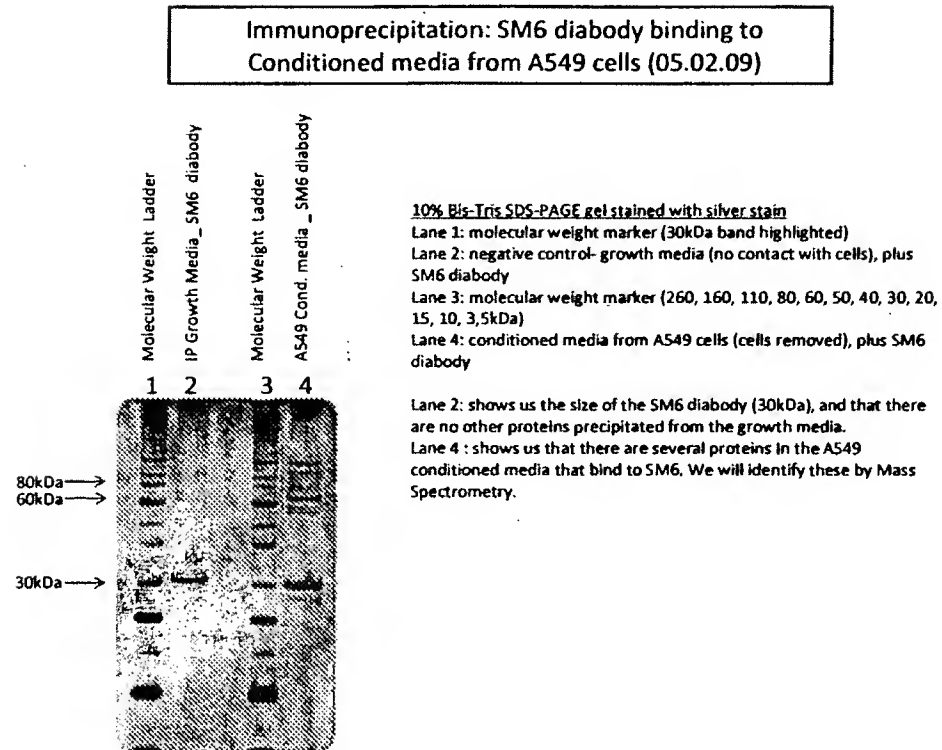 Immunoprecipitation: SM6 diabody binding to
Conditioned media from A549 cells (05.02.09)
Molecular Weight Ladder
IP Growth Media_ SM6 diabody
Molecular Weight Ladder
A549 Cond. media _ SM6 diabody
1 2 3 4
80kDa
60kDa
30kDa
10% Bis-Tris SDS-PAGE gel stained with silver stain
Lane 1: molecular weight marker (30kDa band highlighted)
Lane 2: negative control- growth media (no contact with cells), plus
SM6 diabody
Lane 3: molecular weight marker (260, 160, 110, 80, 60, 50, 40, 30, 20,
15, 10, 3,5kDa)
Lane 4: conditioned media from A549 cells (cells removed), plus SM6
diabody
Lane 2: shows us the size of the SM6 diabody (30kDa), and that there
are no other proteins precipitated from the growth media.
Lane 4 : shows us that there are several proteins in the A549
conditioned media that bind to SM6. We will identify these by Mass
Spectrometry.